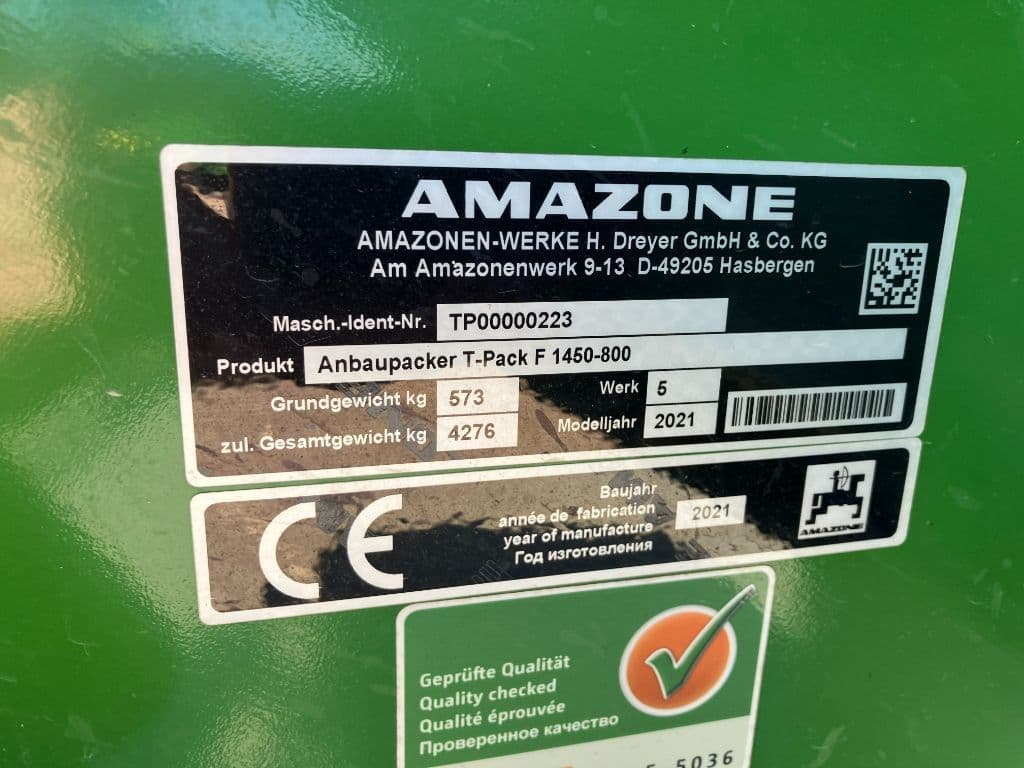 AMAZONE
AMAZONEN-WERKE H. Dreyer GmbH & Co. KG
Am Amazonenwerk 9-13 D-49205 Hasbergen
Masch.-Ident-Nr. TP00000223
Produkt Anbaupacker T-Pack F 1450-800
Grundgewicht kg 573 Werk 5
zul. Gesamtgewicht kg 4276 Modelljahr 2021
CE
Baujahr
année de fabrication 2021
year of manufacture
Год изготовления
AMAZONE
Geprüfte Qualität
Quality checked
Qualité éprouvée
Проверенное качество
5036